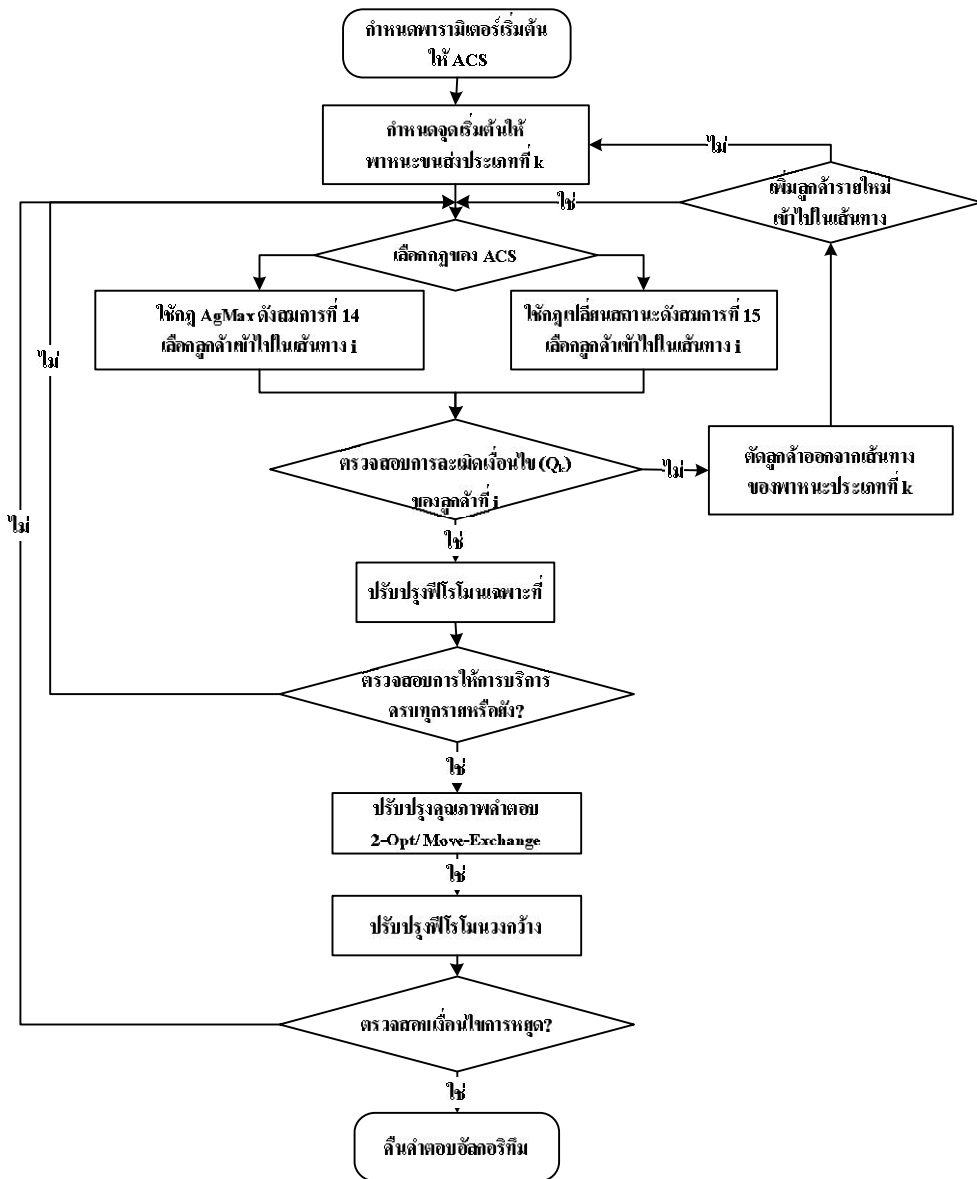 กำหนดพารามิเตอร์เริ่มต้น
ให้ ACS
กำหนดจุดเริ่มต้นให้
พาหนะขนส่งประเภทที่ k
ไม่
เพิ่มลูกค้ารายใหม่
เข้าไปในเส้นทาง
ใช่
เลือกกฎของ ACS
ใช้กฎ AgMax ดังสมการที่ 14
เลือกลูกค้าเข้าไปในเส้นทาง i
ใช้กฎเปลี่ยนสถานะดังสมการที่ 15
เลือกลูกค้าเข้าไปในเส้นทาง i
ไม่
ตรวจสอบการละเมิดเงื่อนไข (Qk)
ของลูกค้าที่ i
ไม่
ตัดลูกค้าออกจากเส้นทาง
ของพาหนะประเภทที่ k
ไม่
ใช่
ปรับปรุงฟีโรโมนเฉพาะที่
ตรวจสอบการให้การบริการ
ครบทุกรายหรือยัง?
ใช่
ปรับปรุงคุณภาพคำตอบ
2-Opt/ Move-Exchange
ใช่
ปรับปรุงฟีโรโมนวงกว้าง
ตรวจสอบเงื่อนไขการหยุด?
ใช่
คืนคำตอบอัลกอริทึม